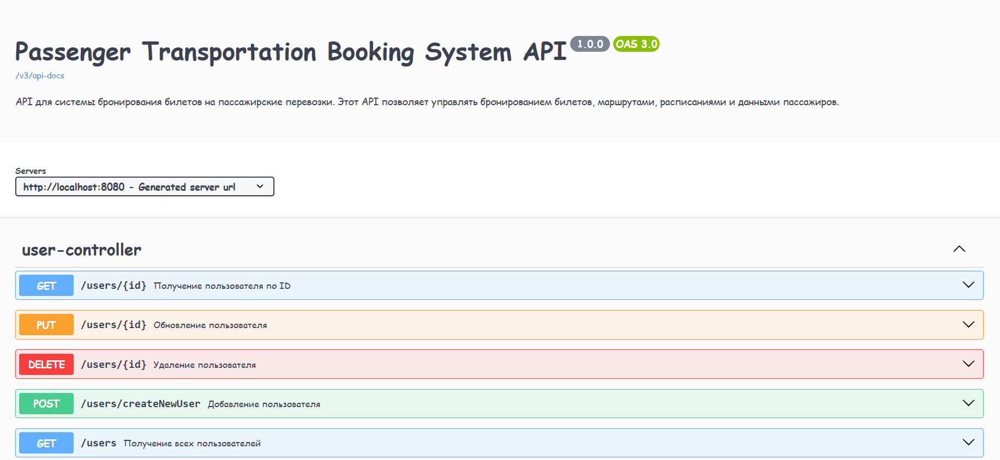 Passenger Transportation Booking System API 1.0.0 OAS 3.0
/v3/api-docs
API для системы бронирования билетов на пассажирские перевозки. Этот API позволяет управлять бронированием билетов, маршрутами, расписаниями и данными пассажиров.
Servers
http://localhost:8080 - Generated server url
user-controller
GET /users/{id} Получение пользователя по ID
PUT /users/{id} Обновление пользователя
DELETE /users/{id} Удаление пользователя
POST /users/createNewUser Добавление пользователя
GET /users Получение всех пользователей